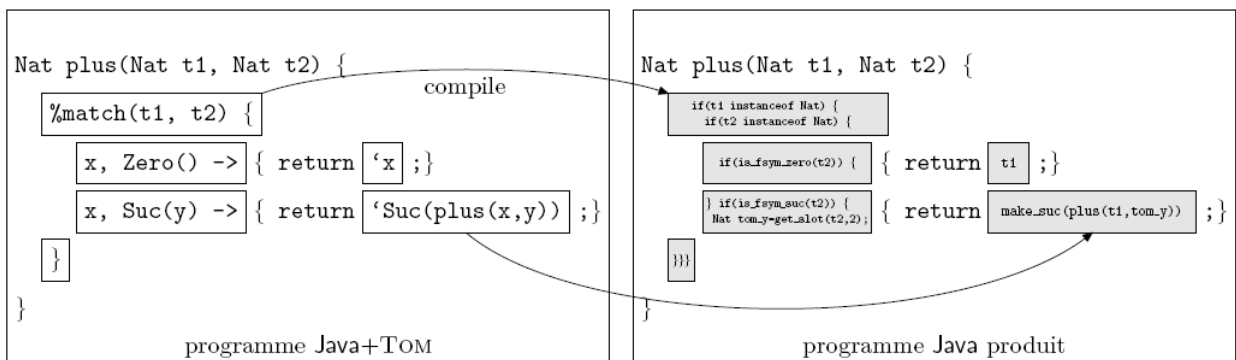 Nat plus(Nat t1, Nat t2) {
%match(t1, t2) {
x, Zero() -> { return ‘x ;}
x, Suc(y) -> { return ‘Suc(plus(x,y)) ;}
}
}
programme Java+TOM
compile
Nat plus(Nat t1, Nat t2) {
if(t1 instanceof Nat) {
if(t2 instanceof Nat) {
if(is_fsym_zero(t2)) { { return t1 ;}
} if(is_fsym_suc(t2)) {
Nat tom_y=get_slot(t2,2); { return make_suc(plus(t1,tom_y)) ;}
}}}
}
programme Java produit